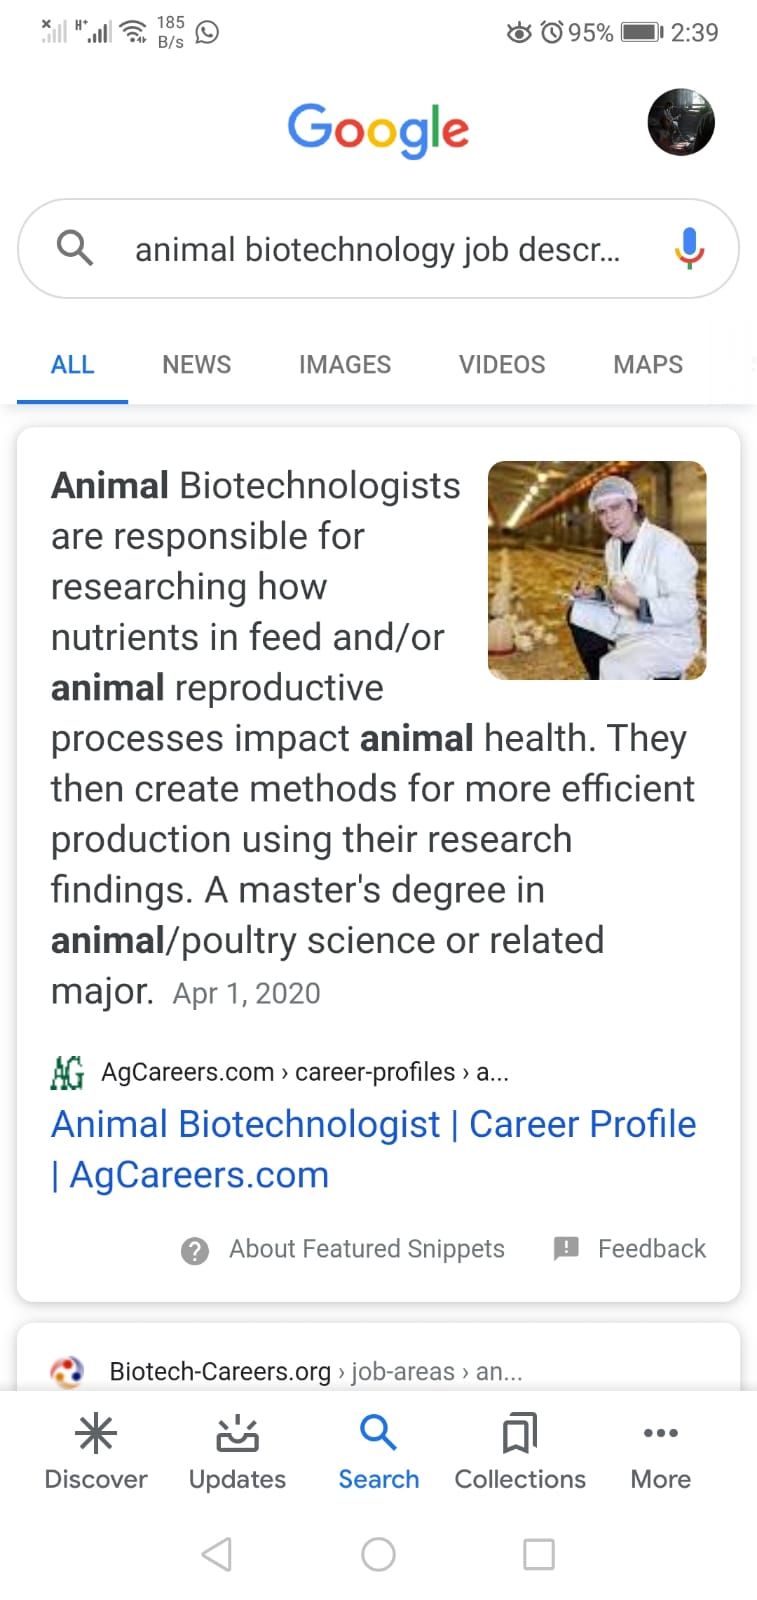 185
B/s
H+
95%
2:39
Google
animal biotechnology job descr...
ALL NEWS IMAGES VIDEOS MAPS
Animal Biotechnologists
are responsible for
researching how
nutrients in feed and/or
animal reproductive
processes impact animal health. They
then create methods for more efficient
production using their research
findings. A master's degree in
animal/poultry science or related
major. Apr 1, 2020
AG AgCareers.com › career-profiles › a...
Animal Biotechnologist | Career Profile
| AgCareers.com
? About Featured Snippets ! Feedback
Biotech-Careers.org › job-areas › an...
Discover Updates Search Collections More